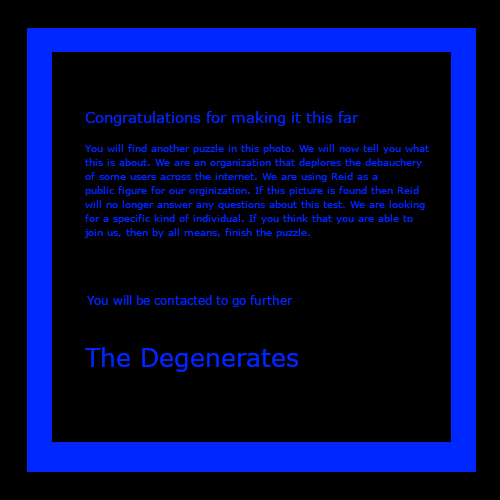 Congratulations for making it this far
You will find another puzzle in this photo. We will now tell you what
this is about. We are an organization that deplores the debauchery
of some users across the internet. We are using Reid as a
public figure for our orginization. If this picture is found then Reid
will no longer answer any questions about this test. We are looking
for a specific kind of individual. If you think that you are able to
join us, then by all means, finish the puzzle.
You will be contacted to go further
The Degenerates